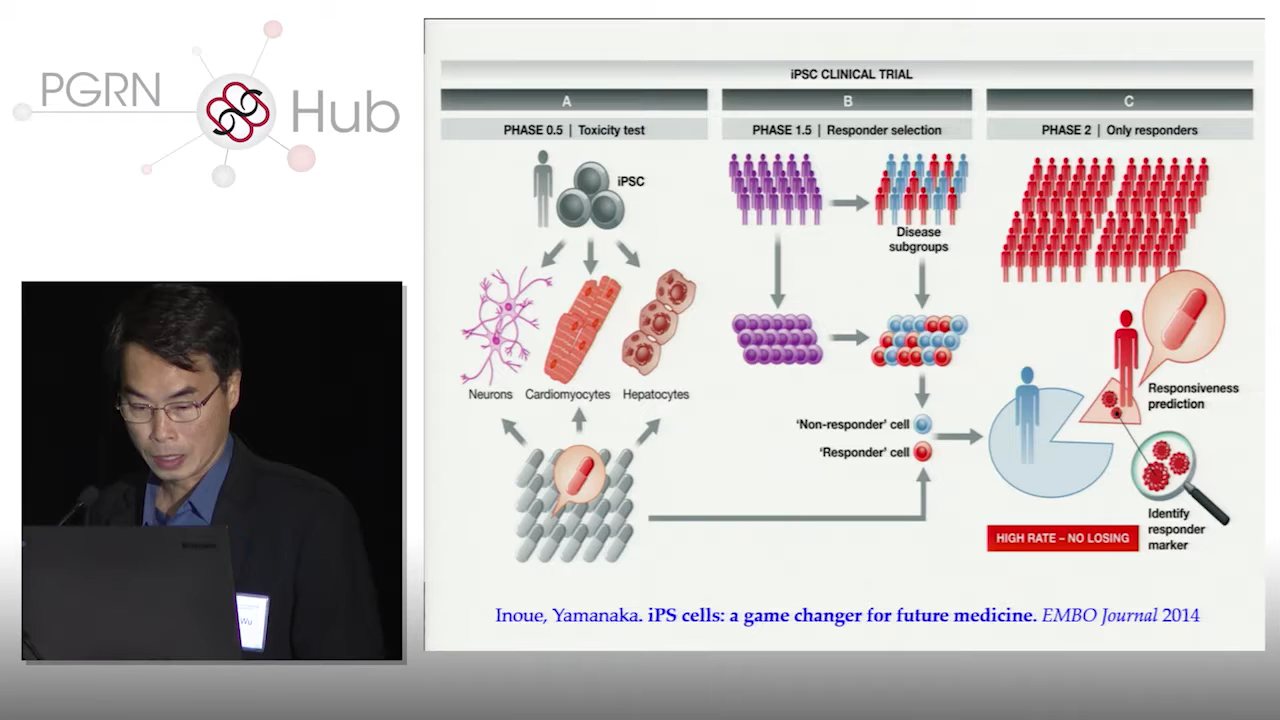 PGRN
Hub
iPSC CLINICAL TRIAL
A
PHASE 0.5 | Toxicity test
iPSC
Neurons
Cardiomyocytes
Hepatocytes
B
PHASE 1.5 | Responder selection
Disease
subgroups
'Non-responder' cell
'Responder' cell
C
PHASE 2 | Only responders
Responsiveness
prediction
Identify
responder
marker
HIGH RATE – NO LOSING
Inoue, Yamanaka. iPS cells: a game changer for future medicine. EMBO Journal 2014
Wu